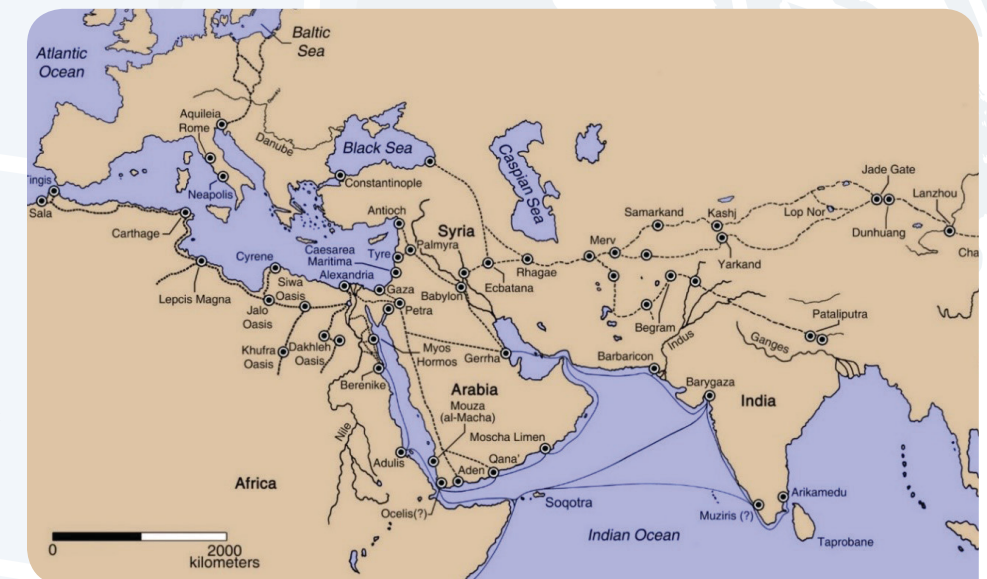 Baltic
Sea
Atlantic
Ocean
Aquileia
Rome
Danube
Black Sea
Caspian Sea
Neapolis
Constantinople
Tingis
Sala
Carthage
Antioch
Syria
Samarkand
Kashj
Lop Nor
Jade Gate
Lanzhou
Dunhuang
Cha
Yarkand
Merv
Rhagae
Ecbatana
Palmyra
Tyre
Caesarea
Maritima
Alexandria
Cyrene
Siwa
Oasis
Lepcis Magna
Jalo
Oasis
Gaza
Petra
Babylon
Begram
Indus
Pataliputra
Ganges
Khufra
Oasis
Dakhleh
Oasis
Myos
Hormos
Gerrha
Barbaricon
Barygaza
India
Berenike
Arabia
Mouza
(al-Macha)
Moscha Limen
Nile
Adulis
Aden
Qana'
Africa
Ocelis(?)
Soqotra
Muziris (?)
Arikamedu
Indian Ocean
Taprobane
0
2000
kilometers